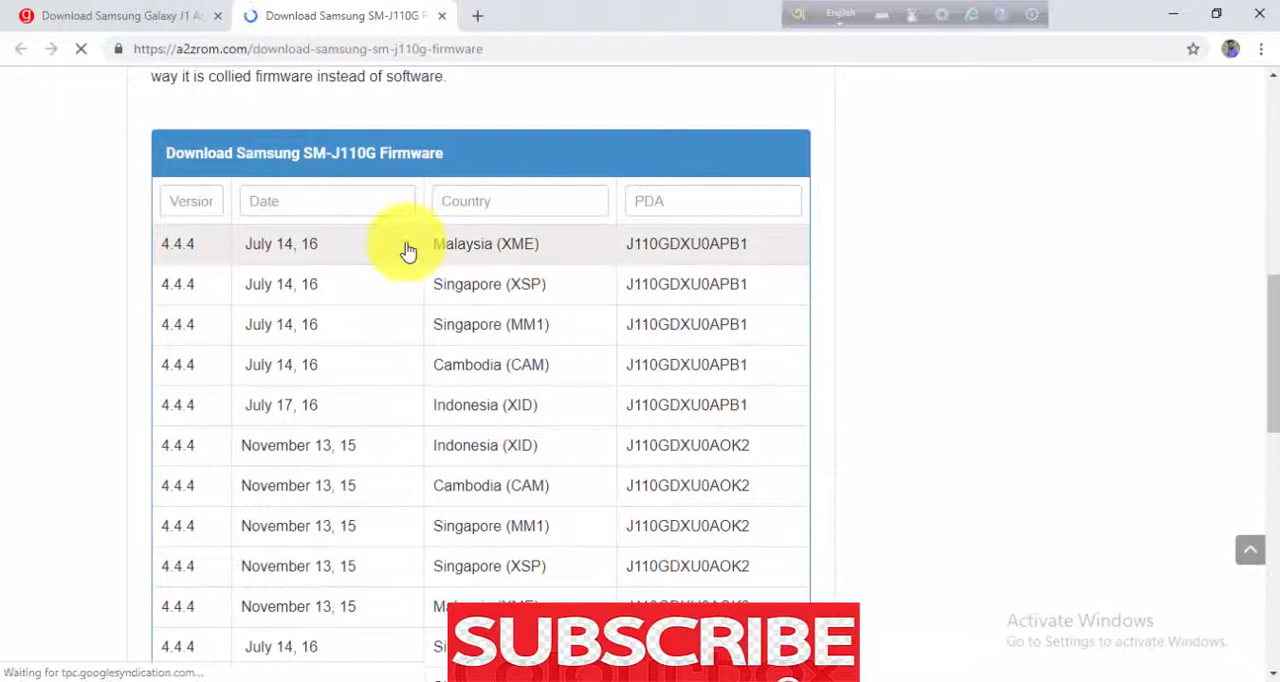 Download Samsung Galaxy J1 A
Download Samsung SM-J110G F
English
https://a2zrom.com/download-samsung-sm-j110g-firmware
way it is collied firmware instead of software.
Download Samsung SM-J110G Firmware
Version Date Country PDA
4.4.4 July 14, 16 Malaysia (XME) J110GDXU0APB1
4.4.4 July 14, 16 Singapore (XSP) J110GDXU0APB1
4.4.4 July 14, 16 Singapore (MM1) J110GDXU0APB1
4.4.4 July 14, 16 Cambodia (CAM) J110GDXU0APB1
4.4.4 July 17, 16 Indonesia (XID) J110GDXU0APB1
4.4.4 November 13, 15 Indonesia (XID) J110GDXU0AOK2
4.4.4 November 13, 15 Cambodia (CAM) J110GDXU0AOK2
4.4.4 November 13, 15 Singapore (MM1) J110GDXU0AOK2
4.4.4 November 13, 15 Singapore (XSP) J110GDXU0AOK2
4.4.4 November 13, 15
4.4.4 July 14, 16
SUBSCRIBE
Activate Windows
Go to Settings to activate Windows.
Waiting for tpc.googlesyndication.com...